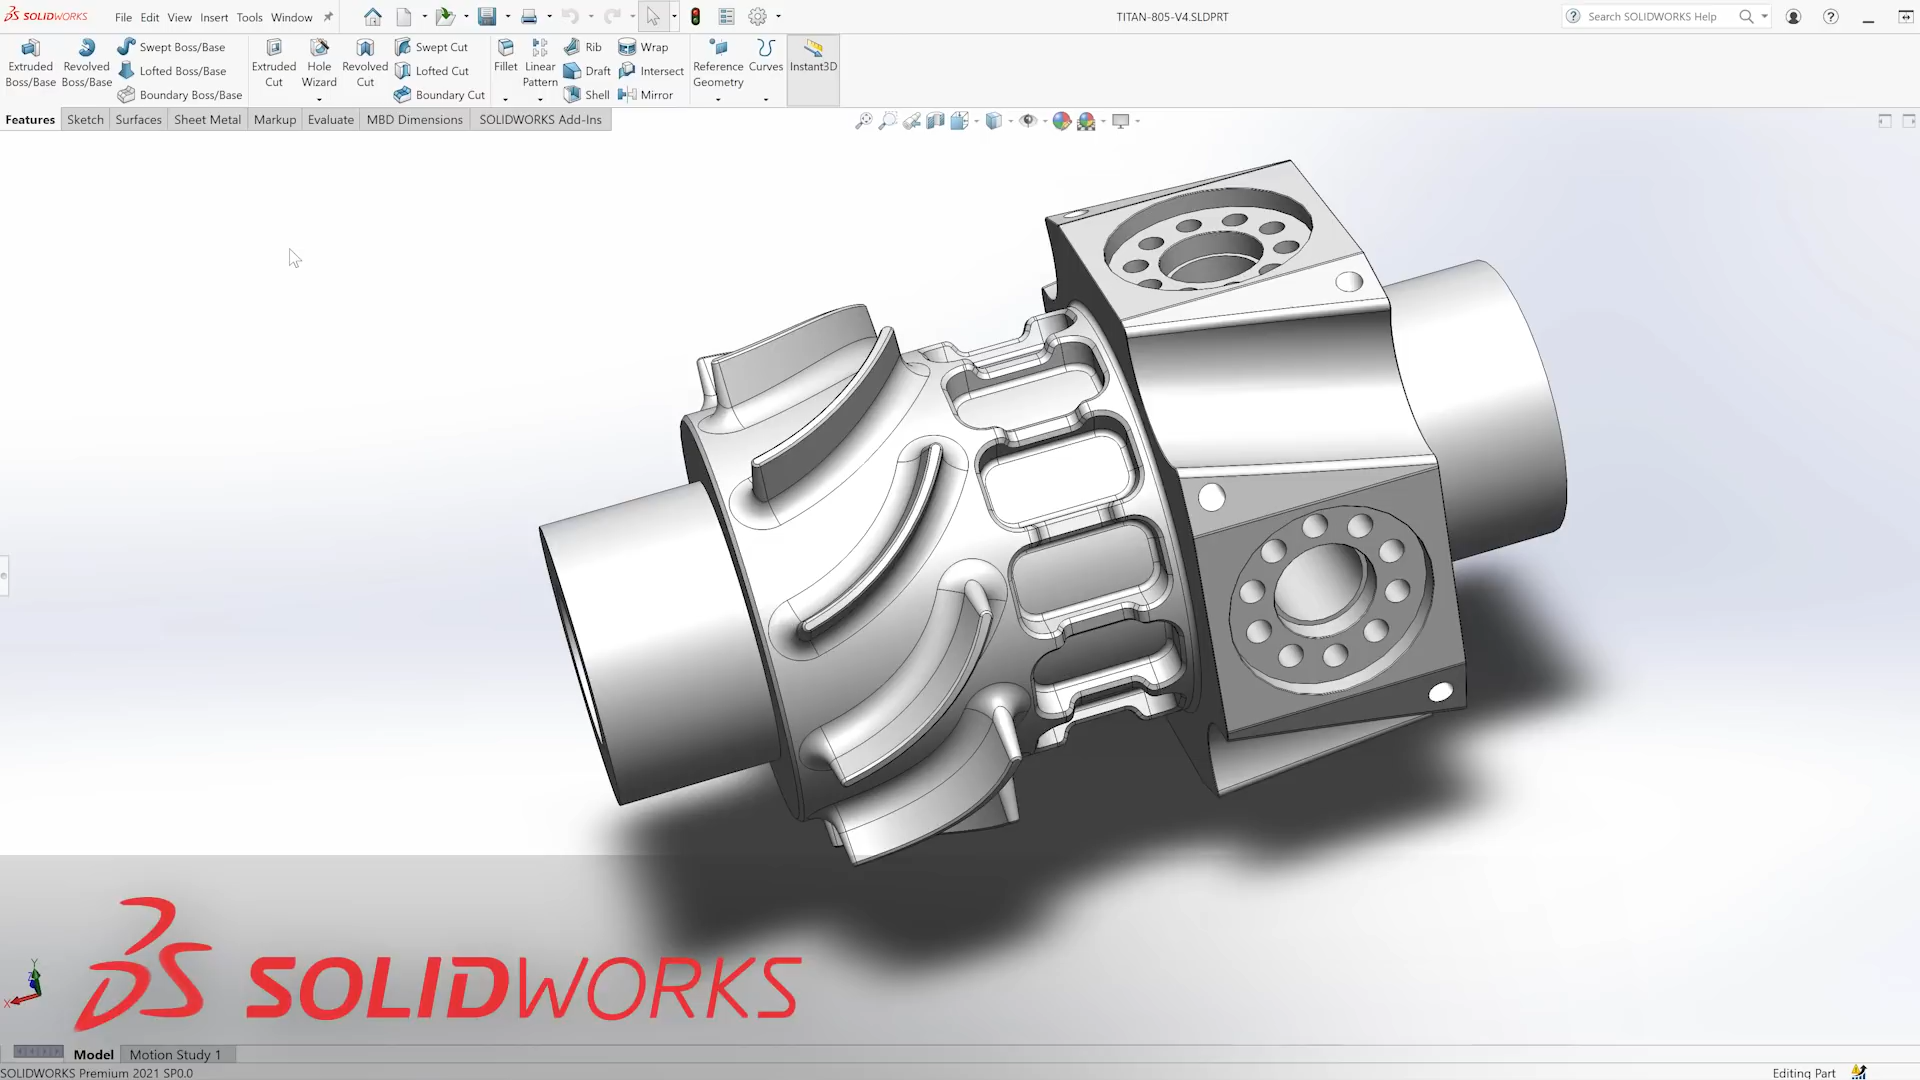 SOLIDWORKS
File Edit View Insert Tools Window
TITAN-805-V4.SLDPRT
Search SOLIDWORKS Help
Extruded Boss/Base
Revolved Boss/Base
Swept Boss/Base
Lofted Boss/Base
Boundary Boss/Base
Extruded Cut
Hole Wizard
Revolved Cut
Swept Cut
Lofted Cut
Boundary Cut
Fillet
Linear Pattern
Rib
Draft
Shell
Wrap
Intersect
Mirror
Reference Geometry
Curves
Instant3D
Features Sketch Surfaces Sheet Metal Markup Evaluate MBD Dimensions SOLIDWORKS Add-Ins
Y
Z
X
DS SOLIDWORKS
Model Motion Study 1
SOLIDWORKS Premium 2021 SP0.0
Editing Part